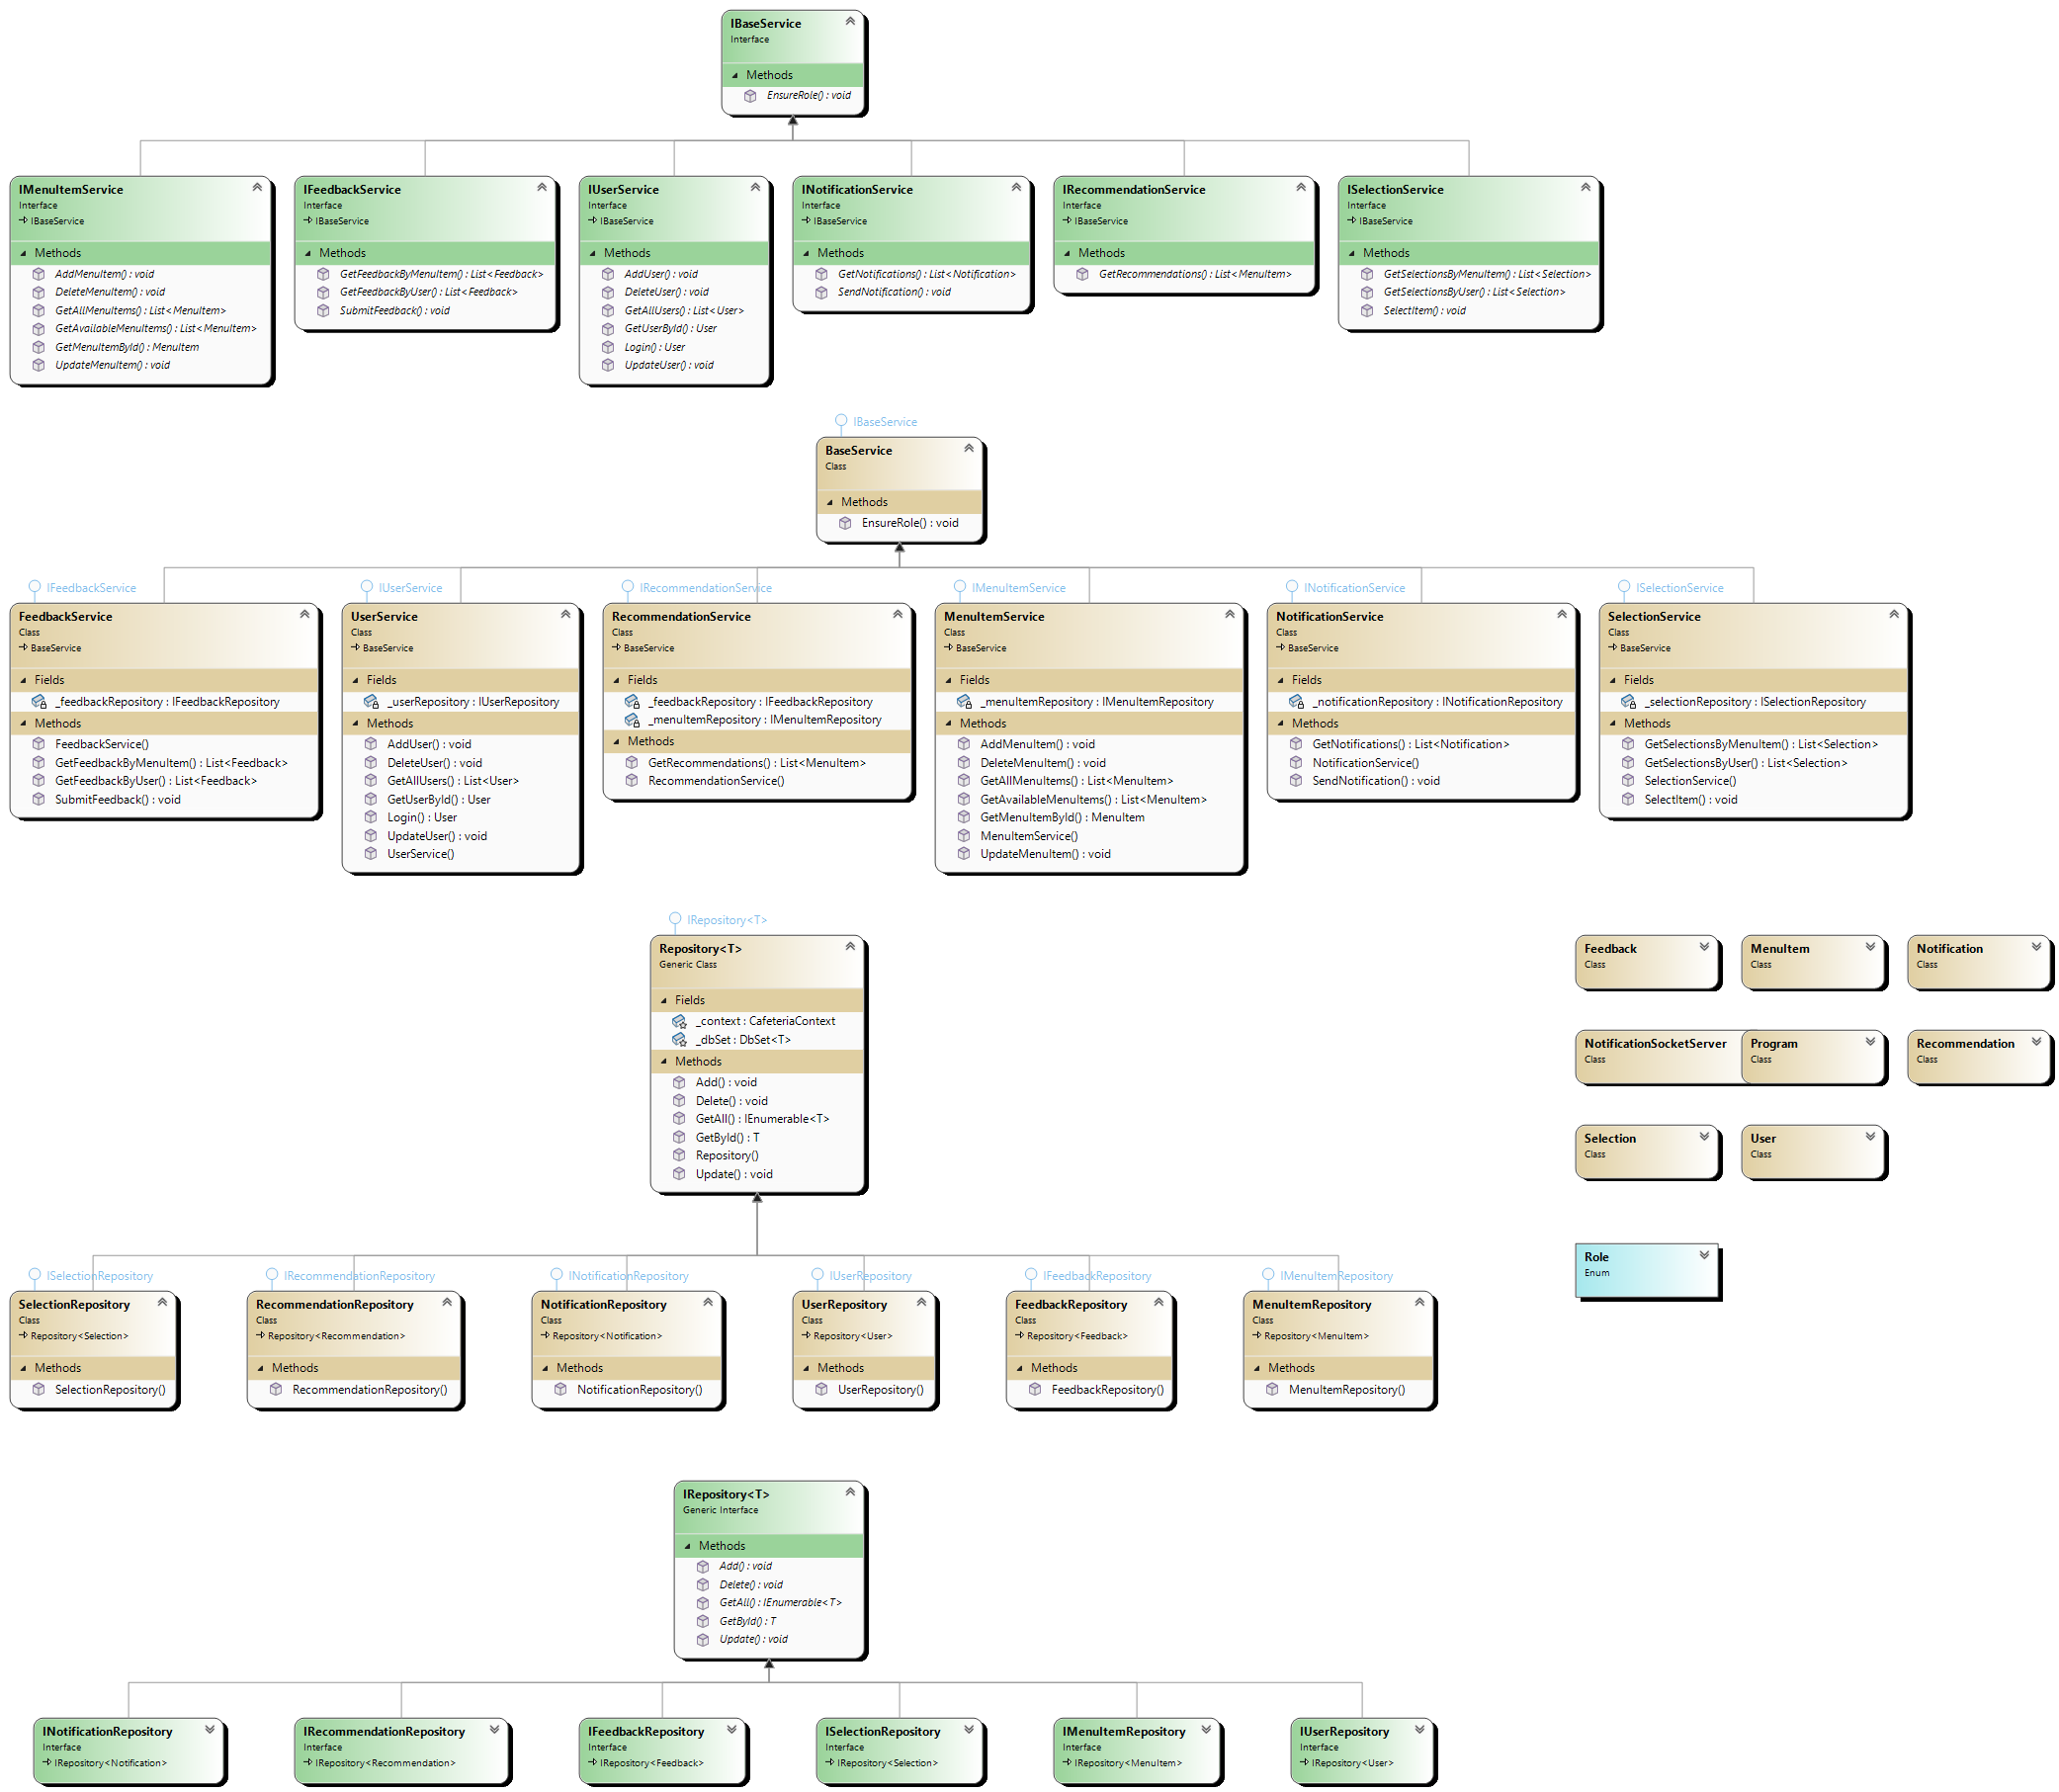 IBaseService
Interface
Methods
EnsureRole() : void
IMenuItemService
Interface
IBaseService
Methods
AddMenuItem() : void
DeleteMenuItem() : void
GetAllMenuItems() : List<MenuItem>
GetAvailableMenuItems() : List<MenuItem>
GetMenuItemById() : MenuItem
UpdateMenuItem() : void
IFeedbackService
Interface
IBaseService
Methods
GetFeedbackByMenuItem() : List<Feedback>
GetFeedbackByUser() : List<Feedback>
SubmitFeedback() : void
IUserService
Interface
IBaseService
Methods
AddUser() : void
DeleteUser() : void
GetAllUsers() : List<User>
GetUserById() : User
Login() : User
UpdateUser() : void
INotificationService
Interface
IBaseService
Methods
GetNotifications() : List<Notification>
SendNotification() : void
IRecommendationService
Interface
IBaseService
Methods
GetRecommendations() : List<MenuItem>
ISelectionService
Interface
IBaseService
Methods
GetSelectionsByMenuItem() : List<Selection>
GetSelectionsByUser() : List<Selection>
SelectItem() : void
IBaseService
BaseService
Class
Methods
EnsureRole() : void
IFeedbackService
FeedbackService
Class
BaseService
Fields
_feedbackRepository : IFeedbackRepository
Methods
FeedbackService()
GetFeedbackByMenuItem() : List<Feedback>
GetFeedbackByUser() : List<Feedback>
SubmitFeedback() : void
IUserService
UserService
Class
BaseService
Fields
_userRepository : IUserRepository
Methods
AddUser() : void
DeleteUser() : void
GetAllUsers() : List<User>
GetUserById() : User
Login() : User
UpdateUser() : void
UserService()
IRecommendationService
RecommendationService
Class
BaseService
Fields
_feedbackRepository : IFeedbackRepository
_menuItemRepository : IMenuItemRepository
Methods
GetRecommendations() : List<MenuItem>
RecommendationService()
IMenuItemService
MenuItemService
Class
BaseService
Fields
_menuItemRepository : IMenuItemRepository
Methods
AddMenuItem() : void
DeleteMenuItem() : void
GetAllMenuItems() : List<MenuItem>
GetAvailableMenuItems() : List<MenuItem>
GetMenuItemById() : MenuItem
MenuItemService()
UpdateMenuItem() : void
INotificationService
NotificationService
Class
BaseService
Fields
_notificationRepository : INotificationRepository
Methods
GetNotifications() : List<Notification>
NotificationService()
SendNotification() : void
ISelectionService
SelectionService
Class
BaseService
Fields
_selectionRepository : ISelectionRepository
Methods
GetSelectionsByMenuItem() : List<Selection>
GetSelectionsByUser() : List<Selection>
SelectionService()
SelectItem() : void
IRepository<T>
Repository<T>
Generic Class
Fields
_context : CafeteriaContext
_dbSet : DbSet<T>
Methods
Add() : void
Delete() : void
GetAll() : IEnumerable<T>
GetById() : T
Repository()
Update() : void
Feedback
Class
MenuItem
Class
Notification
Class
NotificationSocketServer
Class
Program
Class
Recommendation
Class
Selection
Class
User
Class
Role
Enum
ISelectionRepository
SelectionRepository
Class
Repository<Selection>
Methods
SelectionRepository()
IRecommendationRepository
RecommendationRepository
Class
Repository<Recommendation>
Methods
RecommendationRepository()
INotificationRepository
NotificationRepository
Class
Repository<Notification>
Methods
NotificationRepository()
IUserRepository
UserRepository
Class
Repository<User>
Methods
UserRepository()
IFeedbackRepository
FeedbackRepository
Class
Repository<Feedback>
Methods
FeedbackRepository()
IMenuItemRepository
MenuItemRepository
Class
Repository<MenuItem>
Methods
MenuItemRepository()
IRepository<T>
Generic Interface
Methods
Add() : void
Delete() : void
GetAll() : IEnumerable<T>
GetById() : T
Update() : void
INotificationRepository
Interface
IRepository<Notification>
IRecommendationRepository
Interface
IRepository<Recommendation>
IFeedbackRepository
Interface
IRepository<Feedback>
ISelectionRepository
Interface
IRepository<Selection>
IMenuItemRepository
Interface
IRepository<MenuItem>
IUserRepository
Interface
IRepository<User>